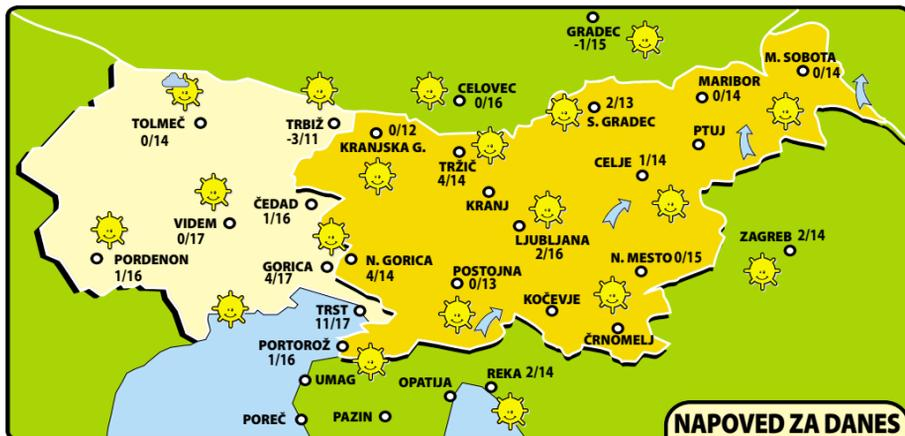 GRADEC
-1/15
M. SOBOTA
0/14
CELOVEC
0/16
MARIBOR
0/14
2/13
S. GRADEC
TOLMEČ
0/14
TRBIŽ
-3/11
0/12
KRANJSKA G.
PTUJ
TRŽIČ
4/14
CELJE 1/14
KRANJ
ČEDAD
1/16
VIDEM
0/17
LJUBLJANA
2/16
ZAGREB 2/14
PORDENON
1/16
GORICA
4/17
N. GORICA
4/14
POSTOJNA
0/13
N. MESTO 0/15
KOČEVJE
TRST
11/17
ČRNOMELJ
PORTOROŽ
1/16
UMAG
OPATIJA
REKA 2/14
POREČ
PAZIN
NAPOVED ZA DANES